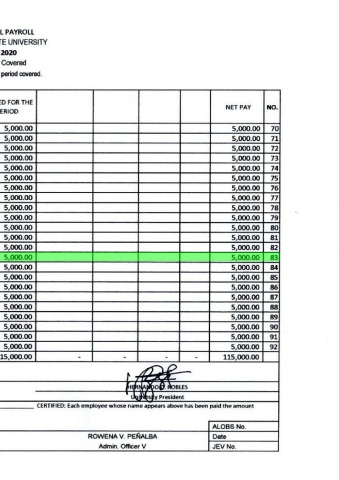 L PAYROLL
TE UNIVERSITY
2020
Covered
period covered.
ED FOR THE
ERIOD
NET PAY NO.
5,000.00 5,000.00 70
5,000.00 5,000.00 71
5,000.00 5,000.00 72
5,000.00 5,000.00 73
5,000.00 5,000.00 74
5,000.00 5,000.00 75
5,000.00 5,000.00 76
5,000.00 5,000.00 77
5,000.00 5,000.00 78
5,000.00 5,000.00 79
5,000.00 5,000.00 80
5,000.00 5,000.00 81
5,000.00 5,000.00 82
5,000.00 5,000.00 83
5,000.00 5,000.00 84
5,000.00 5,000.00 85
5,000.00 5,000.00 86
5,000.00 5,000.00 87
5,000.00 5,000.00 88
5,000.00 5,000.00 89
5,000.00 5,000.00 90
5,000.00 5,000.00 91
5,000.00 5,000.00 92
15,000.00 - - - - 115,000.00
ROBLES
University President
CERTIFIED: Each employee whose name appears above has been paid the amount
ALOBS No.
ROWENA V. PEÑALBA Date
Admin. Officer V JEV No.